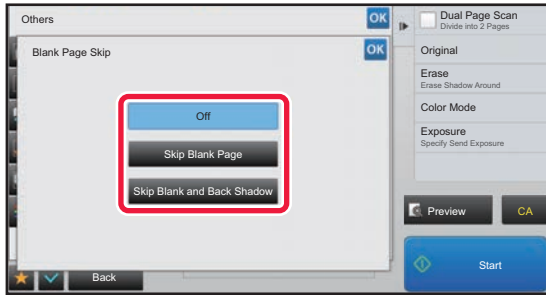 Others
OK
Blank Page Skip
OK
Off
Skip Blank Page
Skip Blank and Back Shadow
Back
Dual Page Scan
Divide into 2 Pages
Original
Erase
Erase Shadow Around
Color Mode
Exposure
Specify Send Exposure
Preview
CA
Start